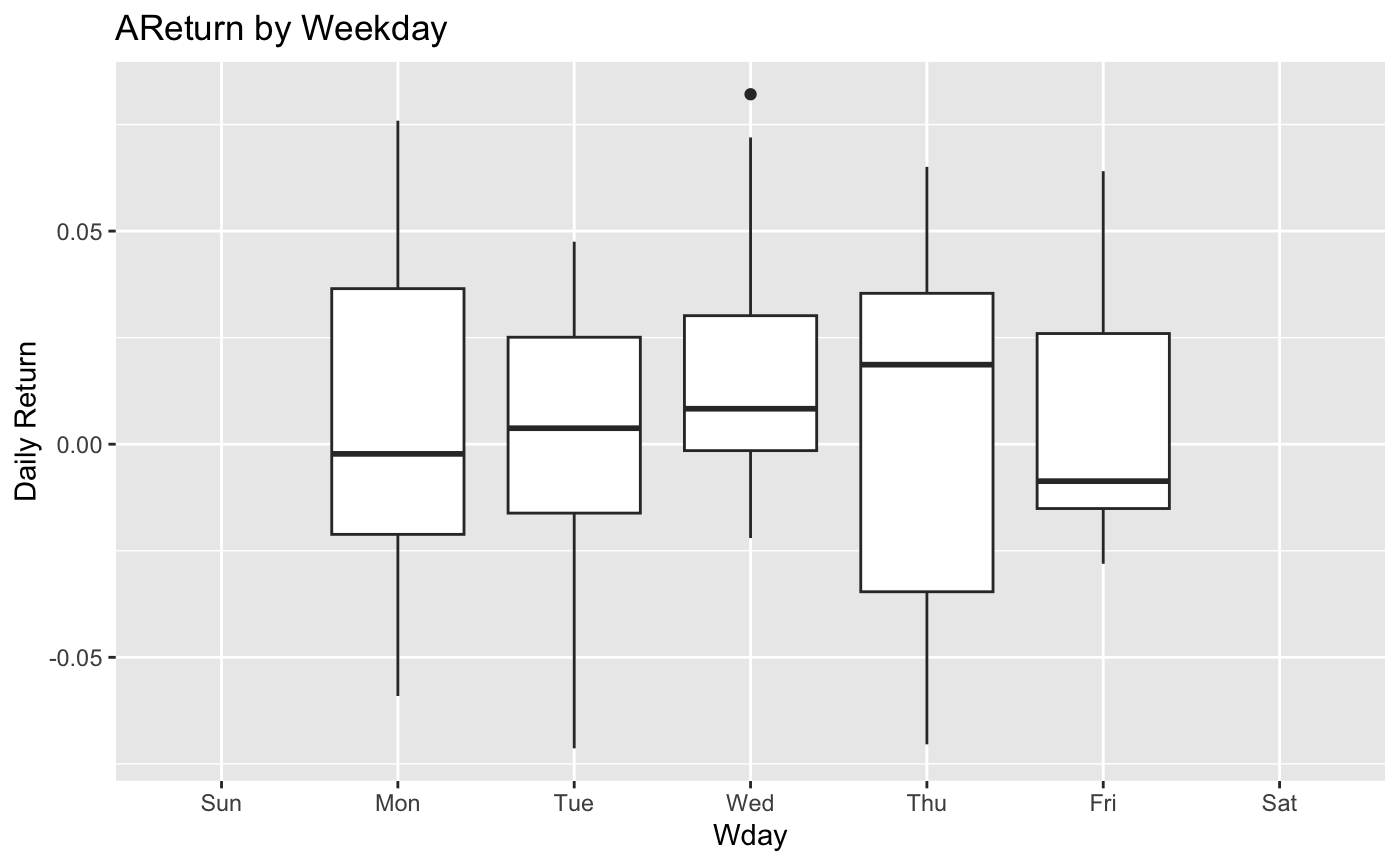 AReturn by Weekday
Daily Return
0.05
0.00
-0.05
Sun Mon Tue Wed Thu Fri Sat
Wday